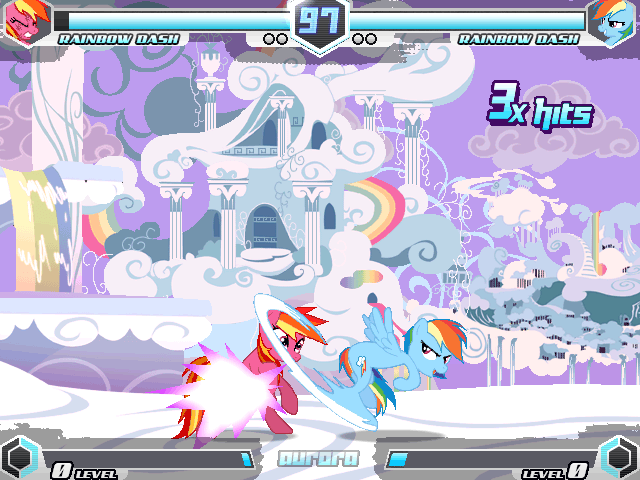 97
RAINBOW DASH
RAINBOW DASH
3x hits
0 LEVEL
aurora
LEVEL 0